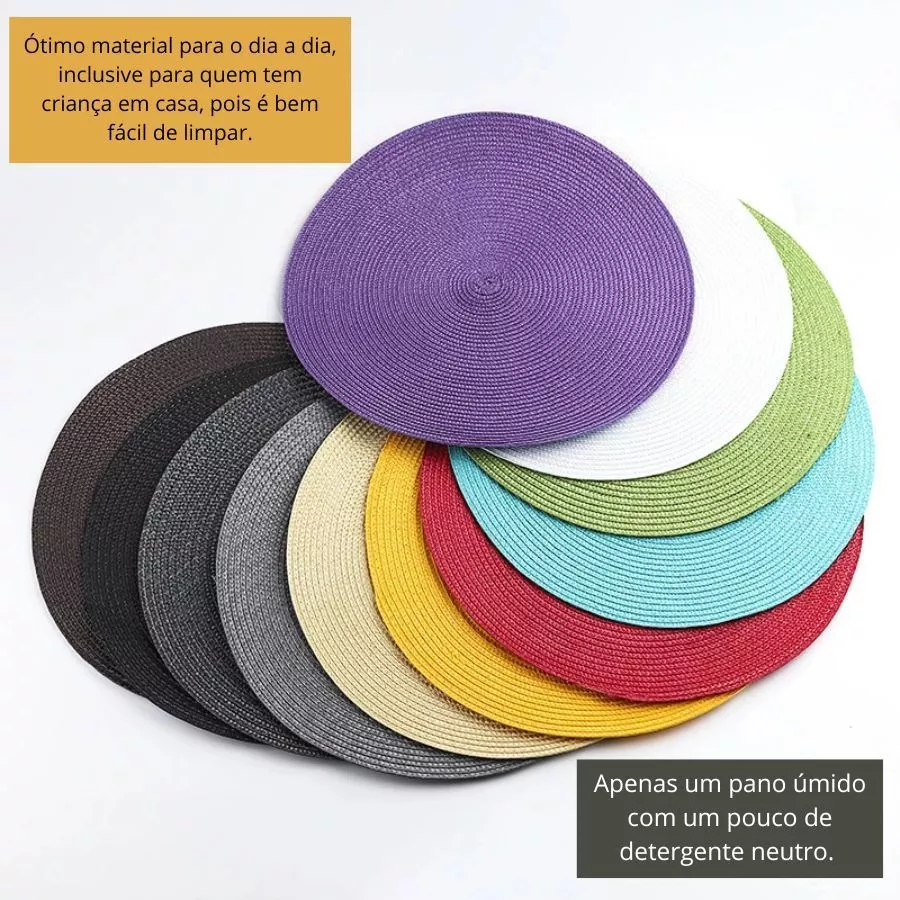 Ótimo material para o dia a dia,
inclusive para quem tem
criança em casa, pois é bem
fácil de limpar.
Apenas um pano úmido
com um pouco de
detergente neutro.